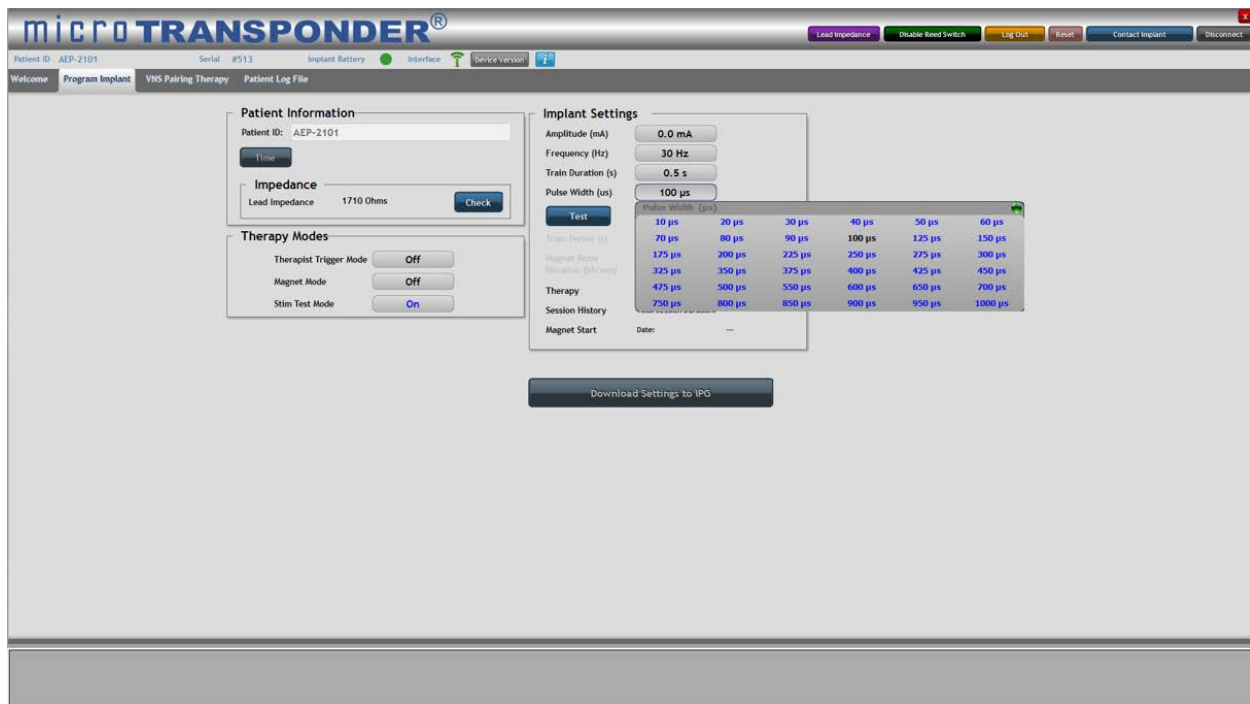 microTRANSPONDER®
X
Lead Impedance Disable Reed Switch Log Out Reset Contact Implant Disconnect
Patient ID AEP-2101 Serial #513 Implant Battery Interface Device Version i
Welcome Program Implant VNS Pairing Therapy Patient Log File
Patient Information
Patient ID: AEP-2101
Time
Impedance
Lead Impedance 1710 Ohms Check
Therapy Modes
Therapist Trigger Mode Off
Magnet Mode Off
Stim Test Mode On
Implant Settings
Amplitude (mA) 0.0 mA
Frequency (Hz) 30 Hz
Train Duration (s) 0.5 s
Pulse Width (us) 100 µs
Test
Train Period (s)
Magnet Mode
Duration (hh:mm)
Therapy
Session History
Magnet Start Date: ---
Pulse Width (µs)
10 µs 20 µs 30 µs 40 µs 50 µs 60 µs
70 µs 80 µs 90 µs 100 µs 125 µs 150 µs
175 µs 200 µs 225 µs 250 µs 275 µs 300 µs
325 µs 350 µs 375 µs 400 µs 425 µs 450 µs
475 µs 500 µs 550 µs 600 µs 650 µs 700 µs
750 µs 800 µs 850 µs 900 µs 950 µs 1000 µs
Download Settings to IPG